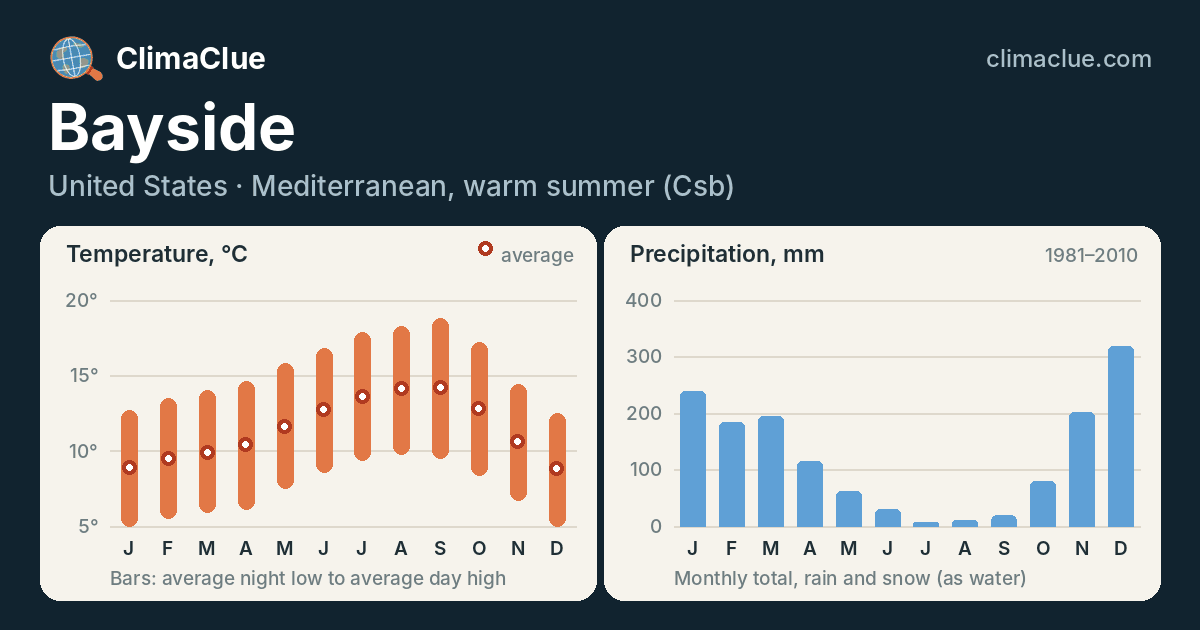 ClimaClue
climaclue.com
Bayside
United States · Mediterranean, warm summer (Csb)
Temperature, °C
average
20°
15°
10°
5°
J F M A M J J A S O N D
Bars: average night low to average day high
Precipitation, mm
1981–2010
400
300
200
100
0
J F M A M J J A S O N D
Monthly total, rain and snow (as water)